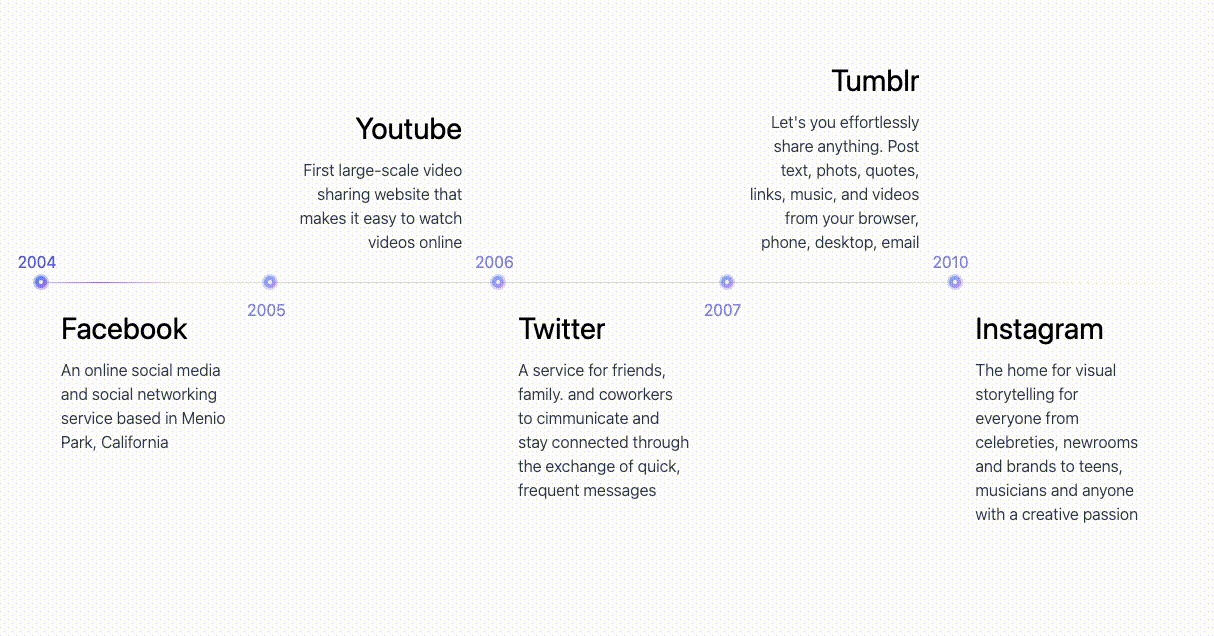 2004
Facebook
An online social media
and social networking
service based in Menio
Park, California
2005
Youtube
First large-scale video
sharing website that
makes it easy to watch
videos online
2006
Twitter
A service for friends,
family. and coworkers
to cimmunicate and
stay connected through
the exchange of quick,
frequent messages
2007
Tumblr
Let's you effortlessly
share anything. Post
text, phots, quotes,
links, music, and videos
from your browser,
phone, desktop, email
2010
Instagram
The home for visual
storytelling for
everyone from
celebreties, newrooms
and brands to teens,
musicians and anyone
with a creative passion